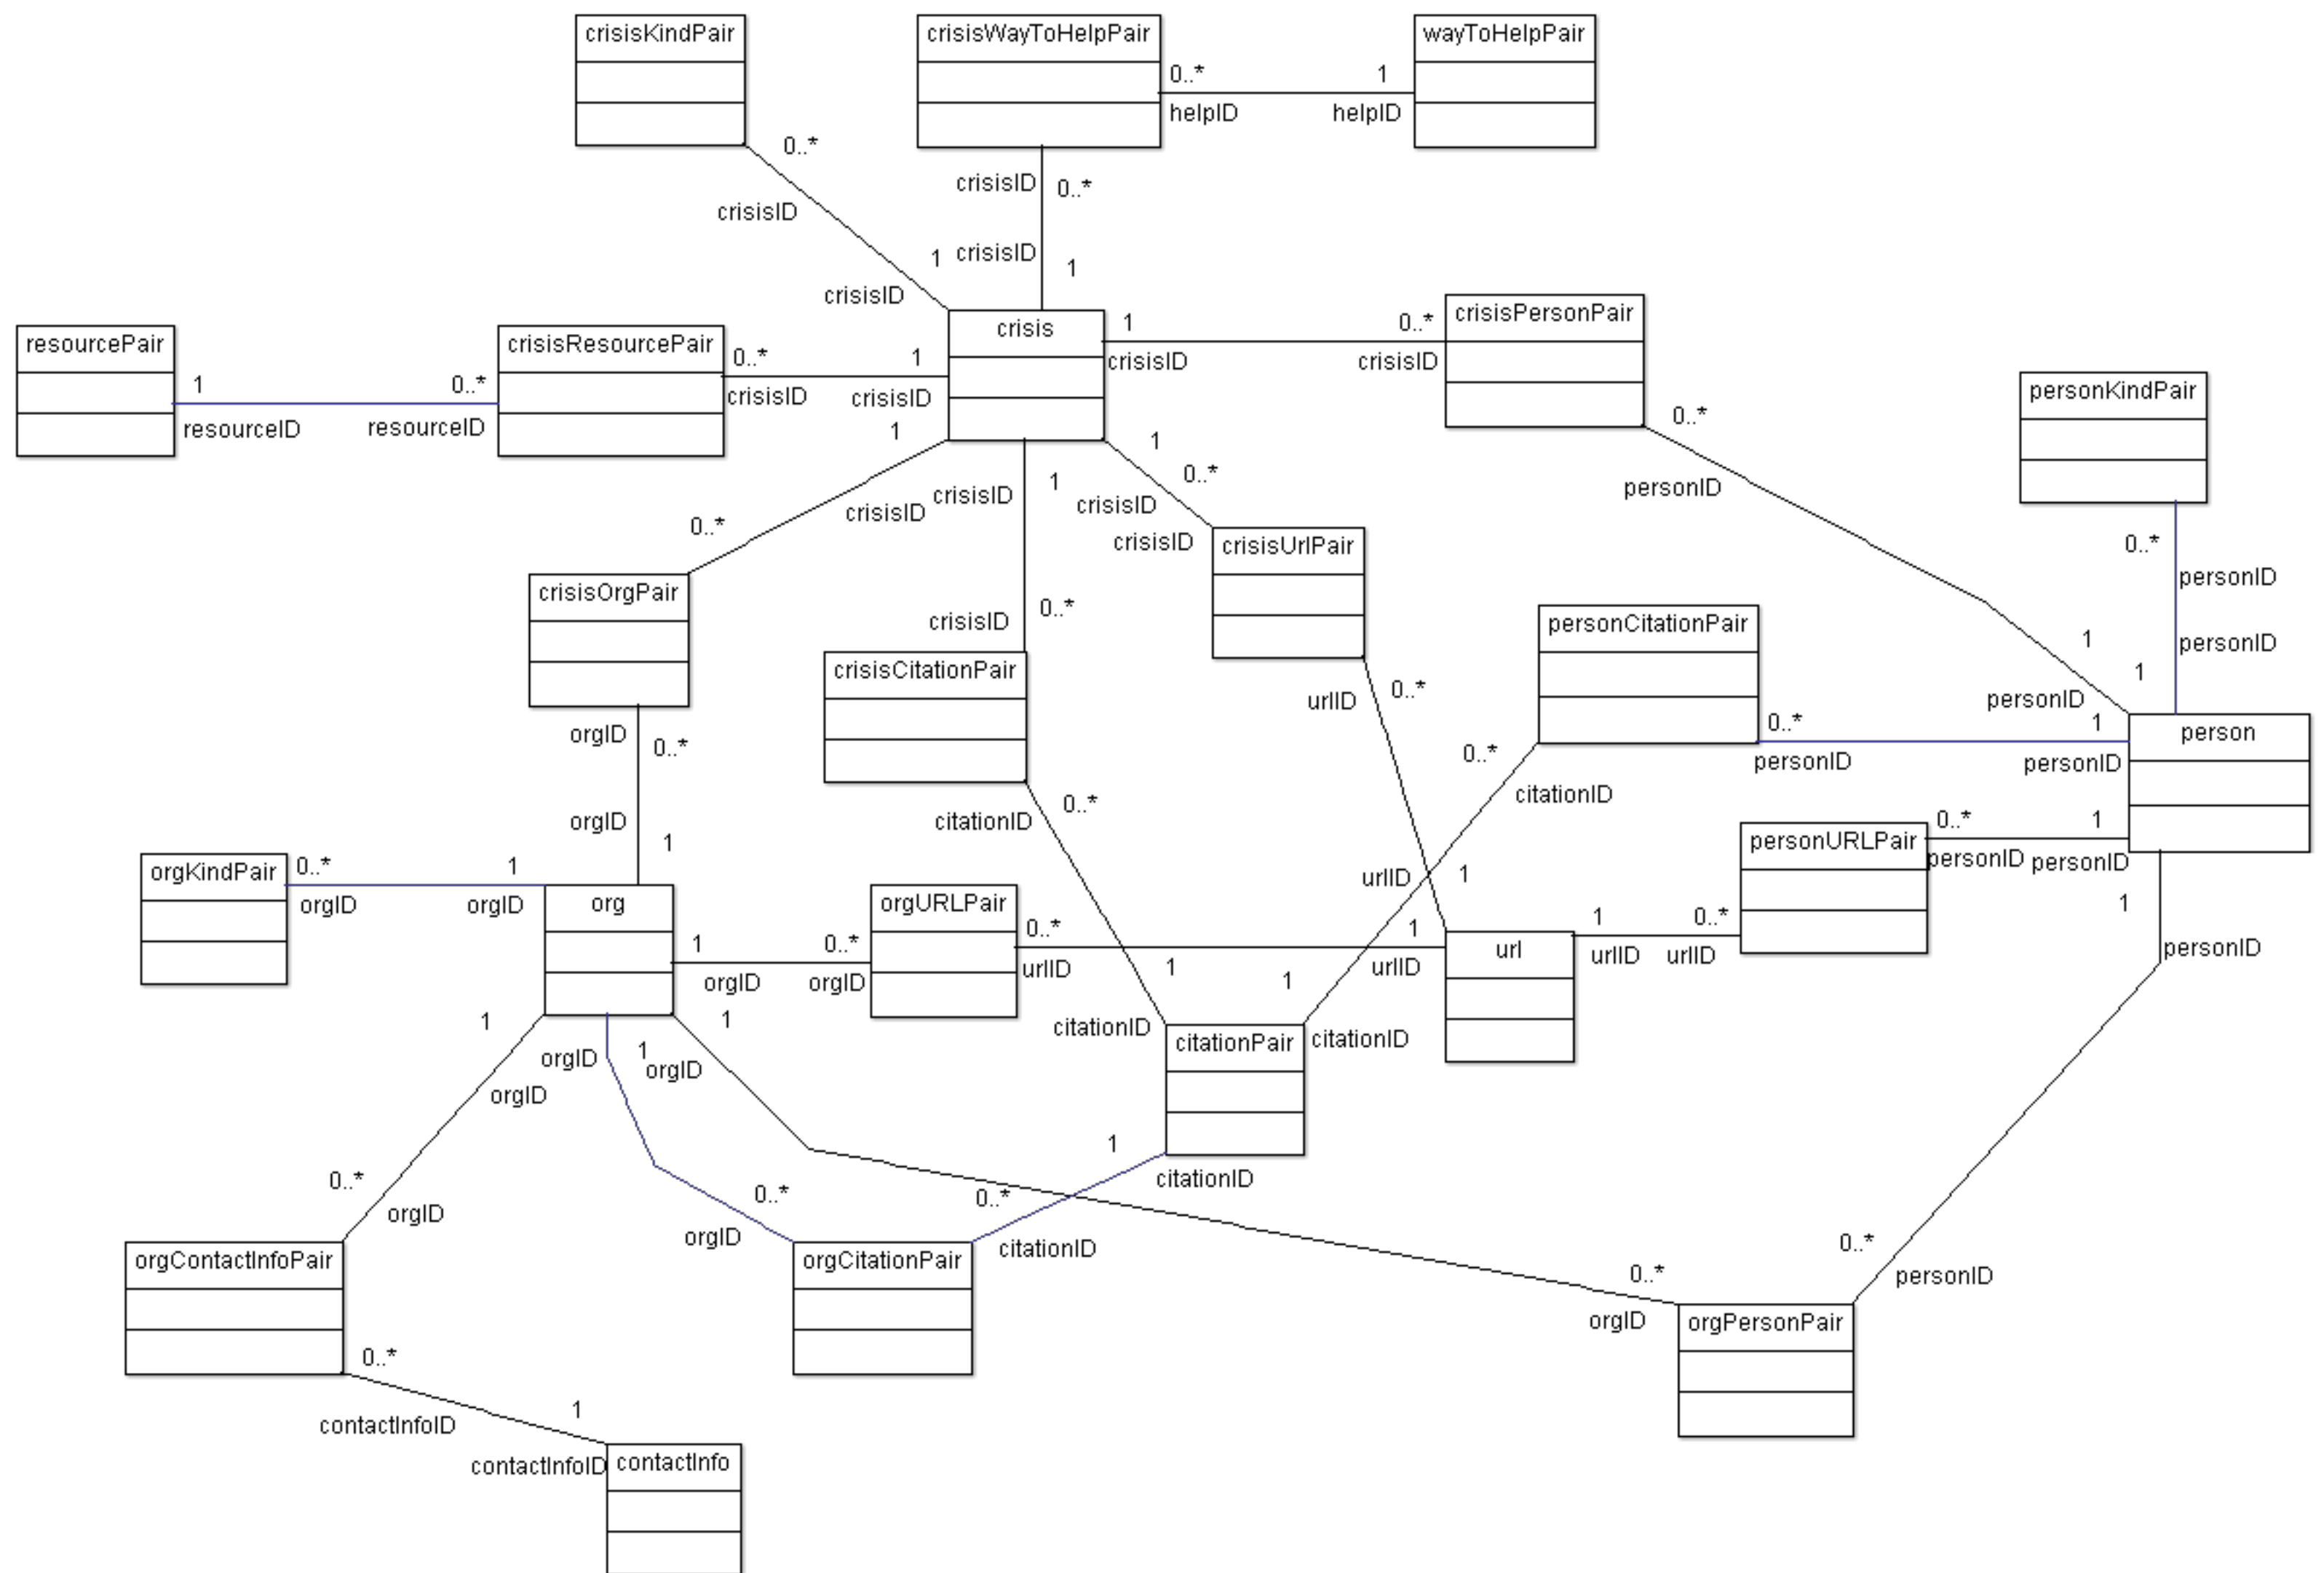 crisisKindPair
crisisWayToHelpPair
wayToHelpPair
0..*
1
helpID
helpID
0..*
crisisID
0..*
crisisID
1
crisisID
1
crisisID
crisis
crisisPersonPair
resourcePair
crisisResourcePair
1
0..*
crisisID
crisisID
0..*
1
crisisID
crisisID
1
0..*
resourceID
resourceID
personKindPair
0..*
personID
1
crisisID
0..*
1
crisisID
1
0..*
crisisID
crisisID
crisisUrlPair
crisisOrgPair
0..*
personID
personID
crisisID
0..*
personCitationPair
1
1
personID
crisisCitationPair
urlID
0..*
orgID
0..*
0..*
1
person
0..*
personID
personID
citationID
citationID
0..*
orgID
1
personURLPair
0..*
1
personID
personID
orgKindPair
0..*
1
orgID
orgID
org
orgURLPair
urlID
1
1
personID
1
0..*
orgID
orgID
0..*
1
urlID
urlID
url
1
0..*
urlID
urlID
1
1
citationID
citationPair
citationID
1
orgID
1
orgID
1
orgID
1
citationID
0..*
orgID
0..*
orgID
0..*
citationID
orgContactInfoPair
orgCitationPair
0..*
personID
0..*
orgID
orgPersonPair
0..*
contactInfoID
1
contactInfoID
contactInfo